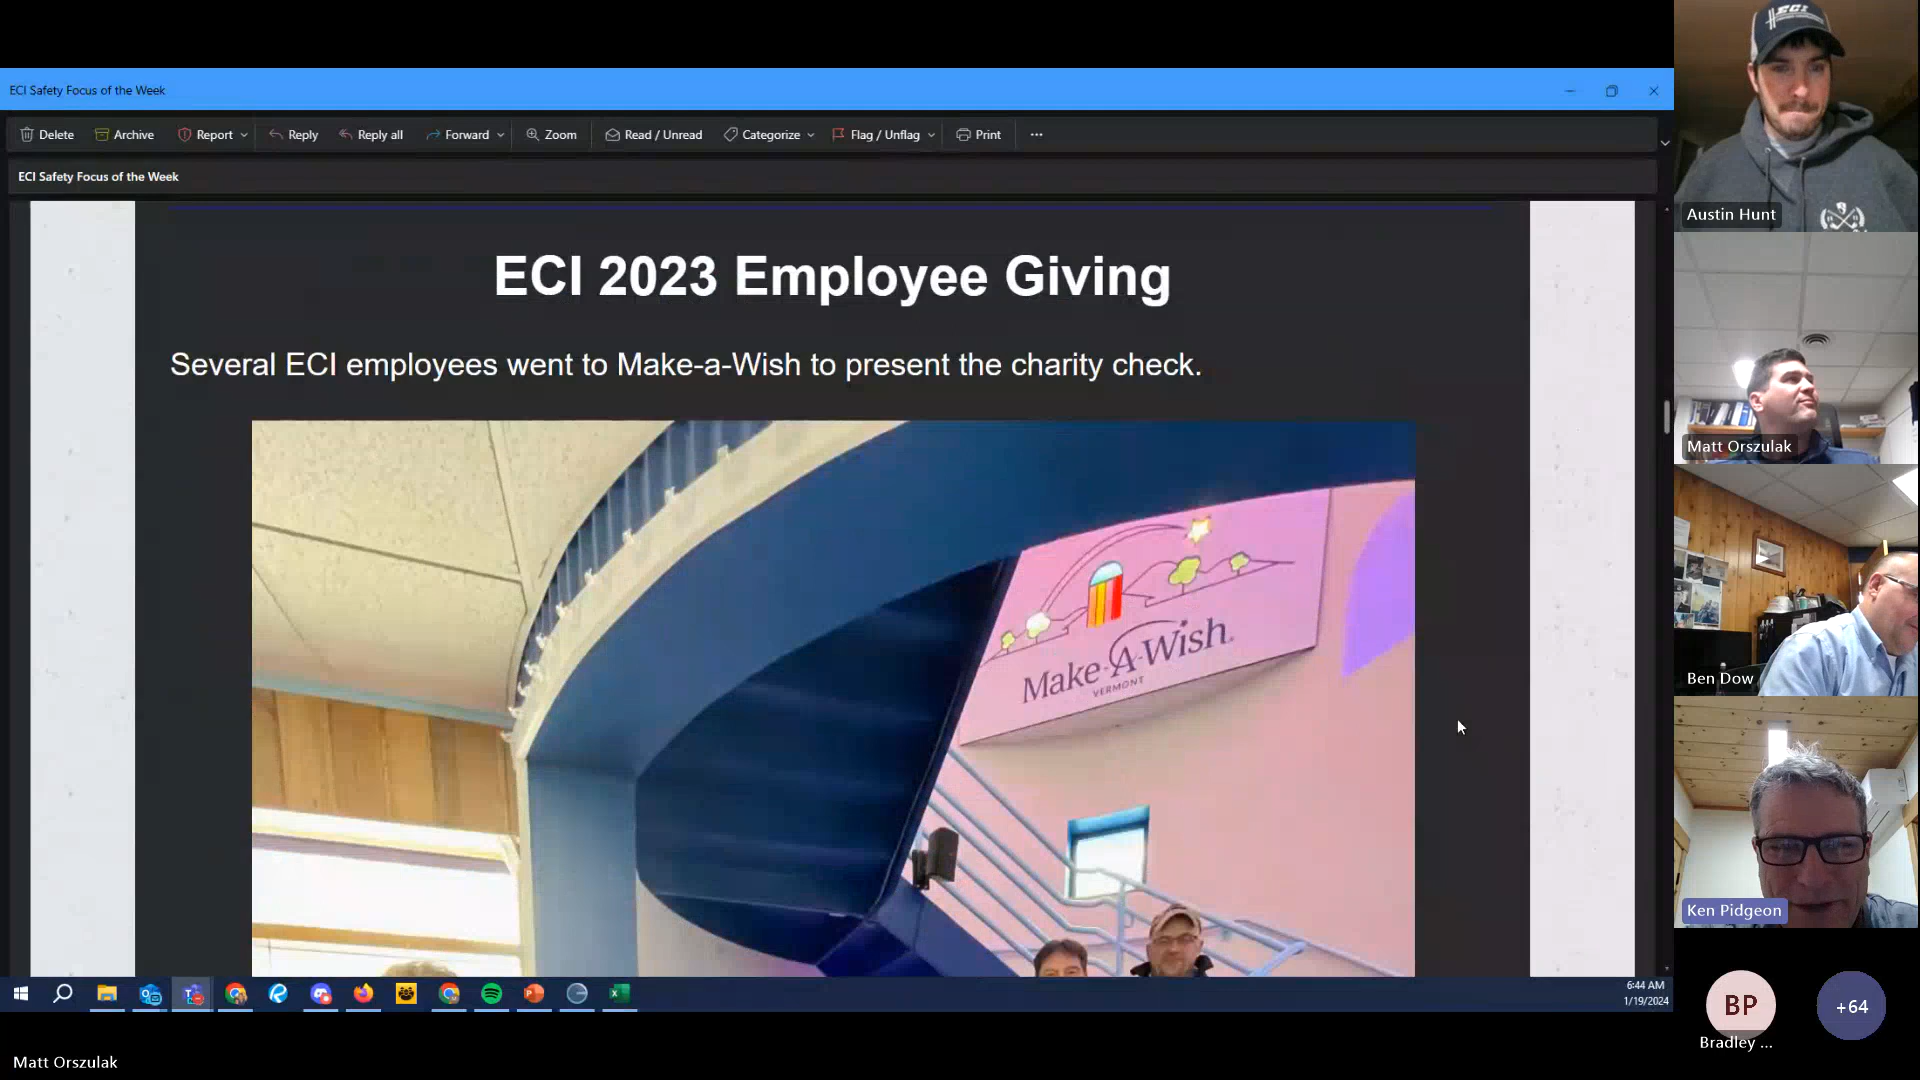 ECI Safety Focus of the Week
Delete
Archive
Report
Reply
Reply all
Forward
Zoom
Read / Unread
Categorize
Flag / Unflag
Print
ECI Safety Focus of the Week
ECI 2023 Employee Giving
Several ECI employees went to Make-a-Wish to present the charity check.
Make-A-Wish
VERMONT
ECI
Austin Hunt
Matt Orszulak
Ben Dow
Ken Pidgeon
BP
+64
Bradley ...
6:44 AM
1/19/2024
Matt Orszulak